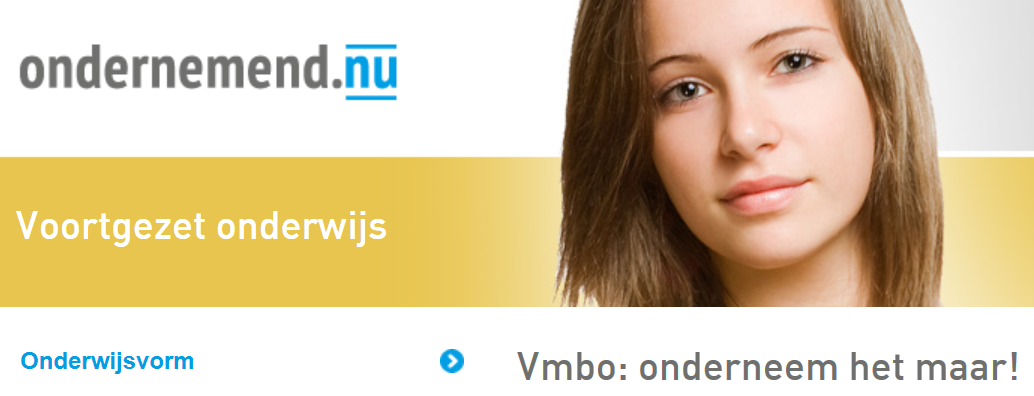 ondernemend.nu
Voortgezet onderwijs
Onderwijsvorm
Vmbo: onderneem het maar!